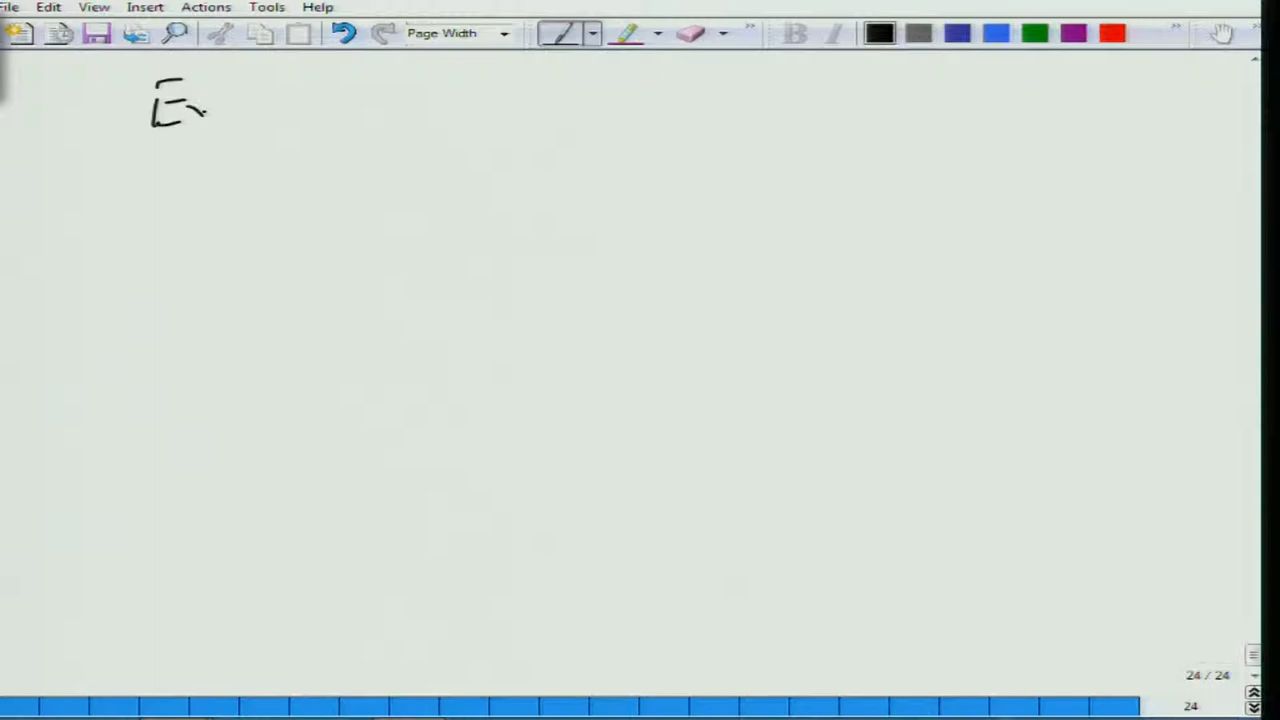 File Edit View Insert Actions Tools Help
Page Width B I
E
24 / 24
24